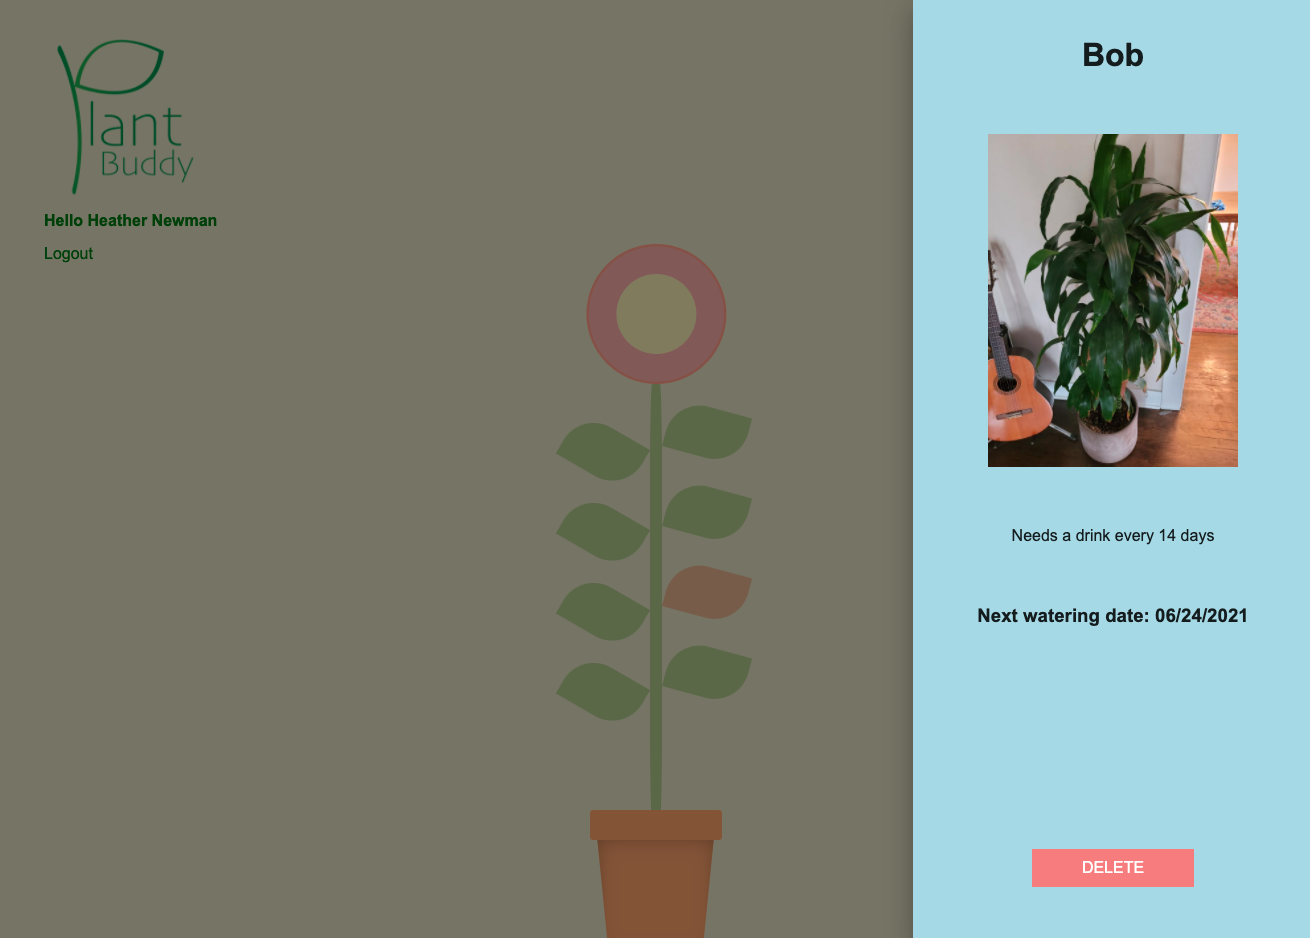 Plant
Buddy
Hello Heather Newman
Logout
Bob
Needs a drink every 14 days
Next watering date: 06/24/2021
DELETE